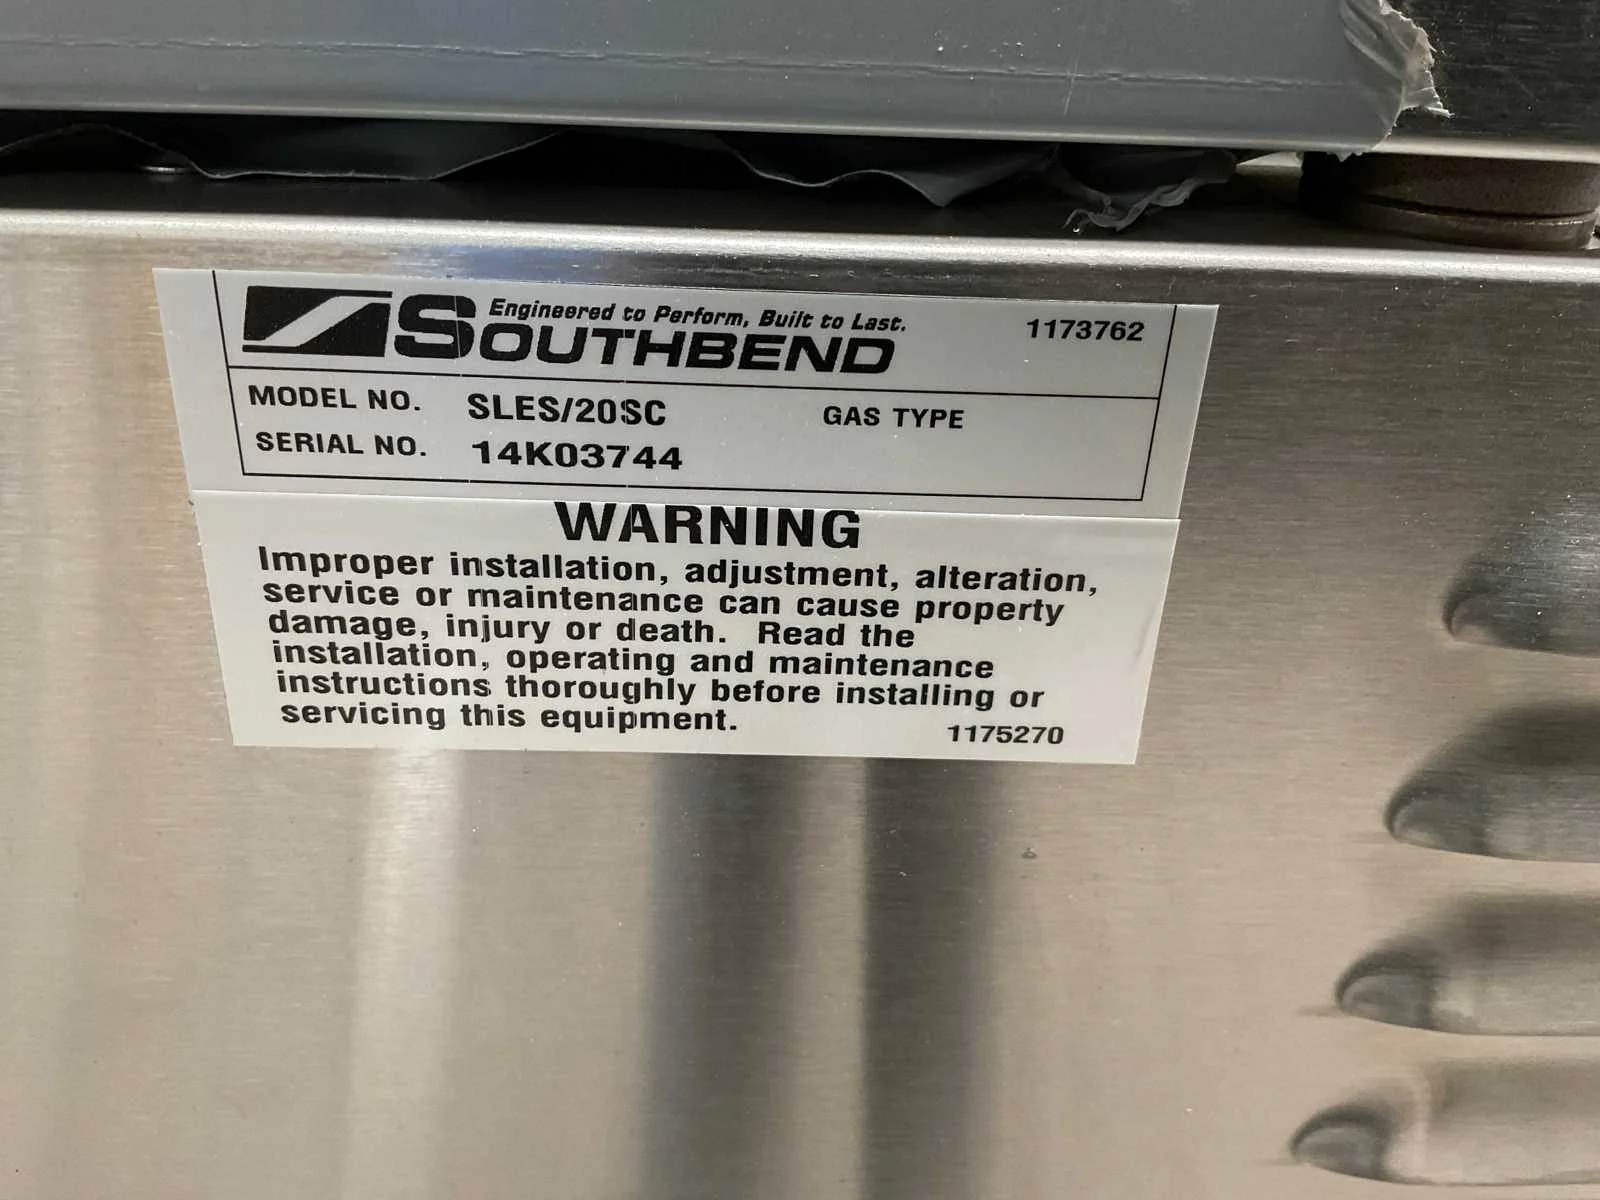 Engineered to Perform, Built to Last.
SOUTHBEND
1173762
MODEL NO. SLES/20SC GAS TYPE
SERIAL NO. 14K03744
WARNING
Improper installation, adjustment, alteration,
service or maintenance can cause property
damage, injury or death. Read the
installation, operating and maintenance
instructions thoroughly before installing or
servicing this equipment.
1175270